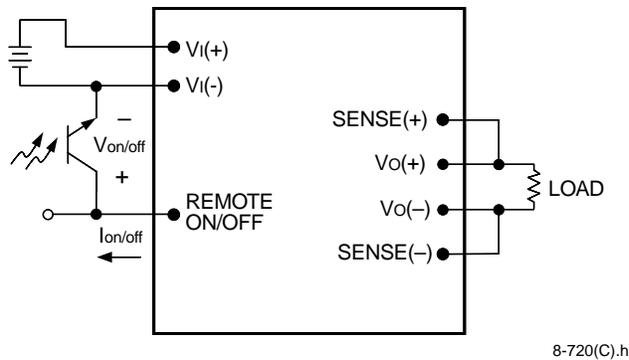 VI(+)
VI(-)
–
Von/off
+
REMOTE
ON/OFF
Ion/off
SENSE(+)
VO(+)
VO(–)
SENSE(–)
LOAD
8-720(C).h